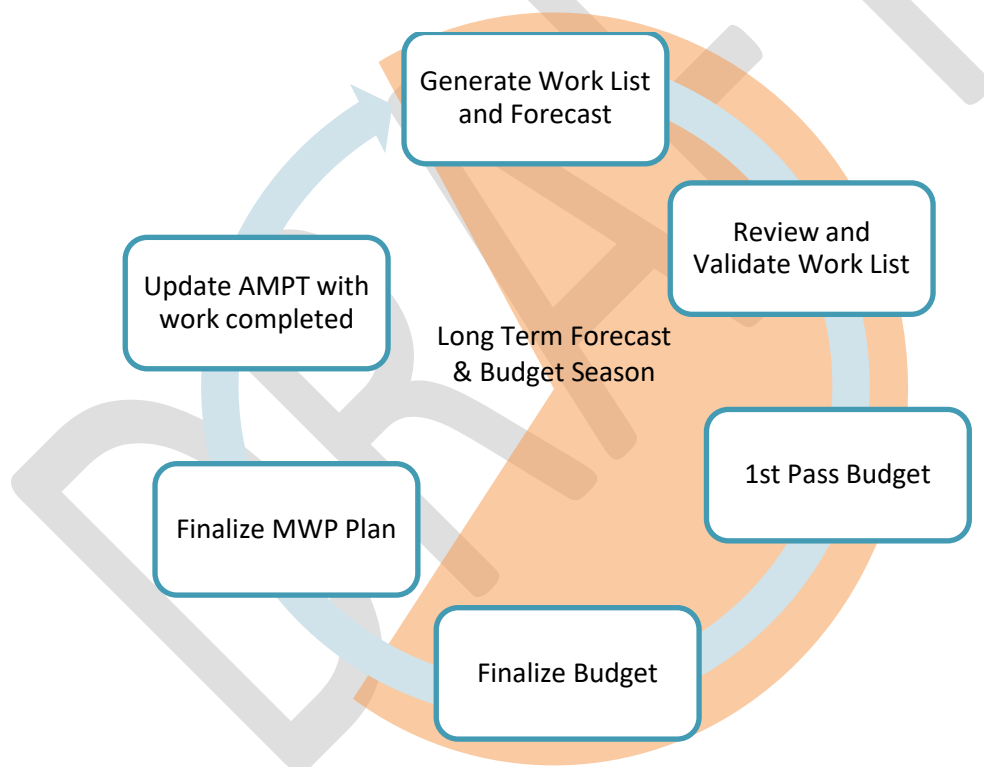 Generate Work List
and Forecast
Review and
Validate Work List
Update AMPT with
work completed
Long Term Forecast
& Budget Season
1st Pass Budget
Finalize MWP Plan
Finalize Budget
DRAFT